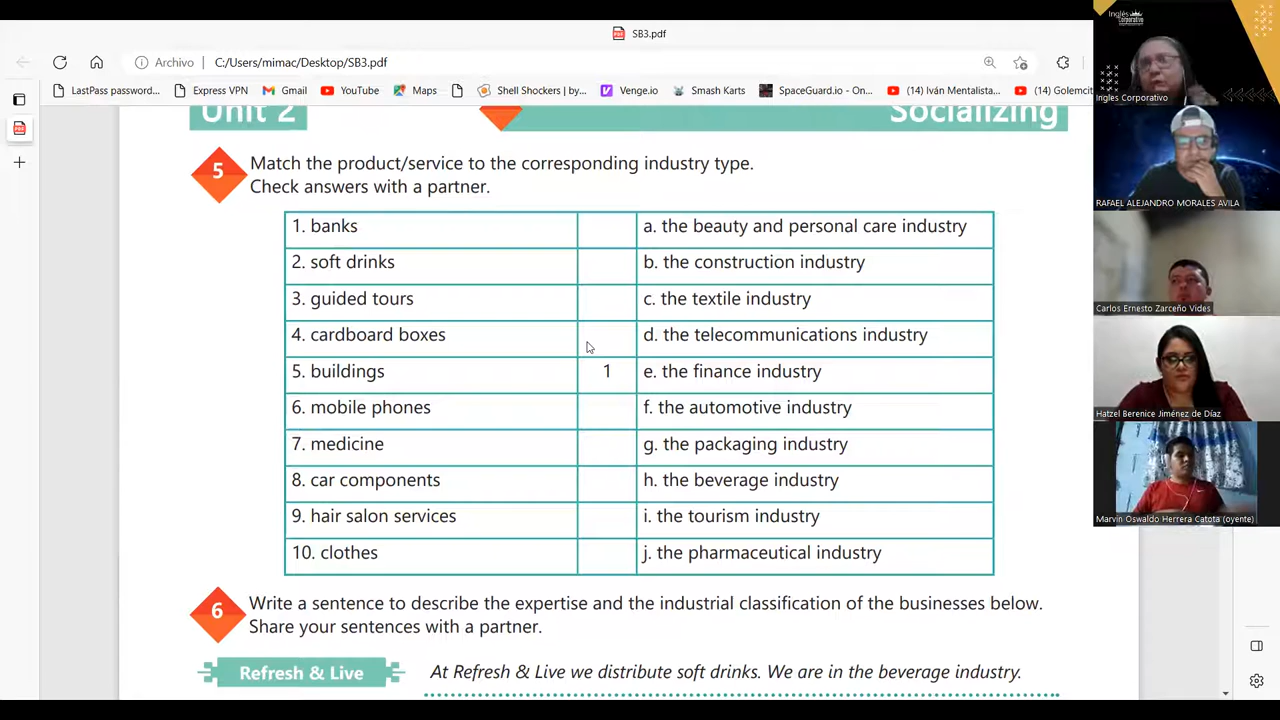 SB3.pdf
Archivo C:/Users/mimac/Desktop/SB3.pdf
LastPass password... Express VPN Gmail YouTube Maps Shell Shockers | by... Venge.io Smash Karts SpaceGuard.io - On... (14) Iván Mentalista... (14) Golemcit
Unit 2 Socializing
5 Match the product/service to the corresponding industry type.
Check answers with a partner.
1. banks a. the beauty and personal care industry
2. soft drinks b. the construction industry
3. guided tours c. the textile industry
4. cardboard boxes d. the telecommunications industry
5. buildings 1 e. the finance industry
6. mobile phones f. the automotive industry
7. medicine g. the packaging industry
8. car components h. the beverage industry
9. hair salon services i. the tourism industry
10. clothes j. the pharmaceutical industry
6 Write a sentence to describe the expertise and the industrial classification of the businesses below.
Share your sentences with a partner.
Refresh & Live At Refresh & Live we distribute soft drinks. We are in the beverage industry.
Inglés
Corporativo
Ingles Corporativo
RAFAEL ALEJANDRO MORALES AVILA
Carlos Ernesto Zarceño Vides
Hatzel Berenice Jiménez de Díaz
Marvin Oswaldo Herrera Catota (oyente)